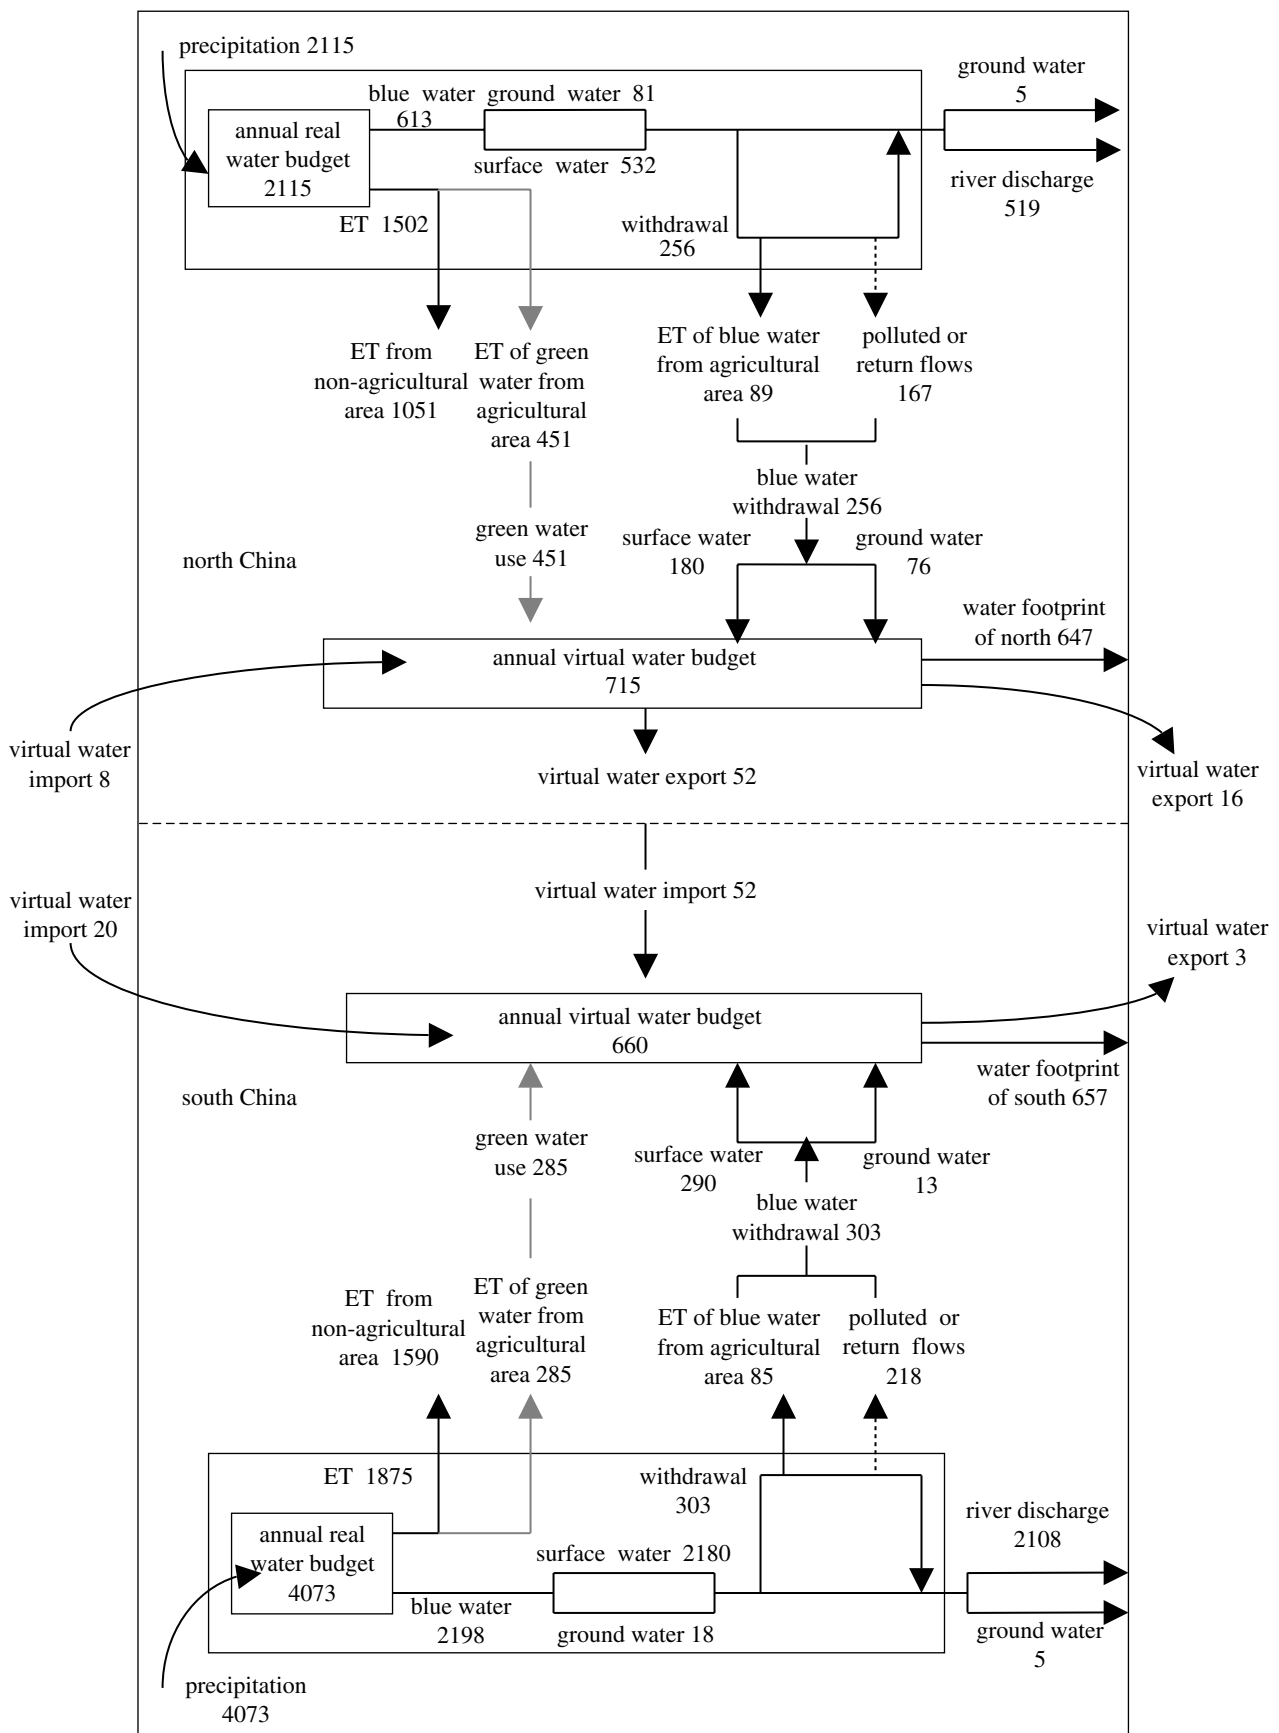 precipitation 2115
ground water
5
blue water
613
ground water 81
annual real
water budget
2115
surface water 532
river discharge
519
ET 1502
withdrawal
256
ET from
non-agricultural
area 1051
ET of green
water from
agricultural
area 451
ET of blue water
from agricultural
area 89
polluted or
return flows
167
blue water
withdrawal 256
green water
use 451
surface water
180
ground water
76
north China
water footprint
of north 647
annual virtual water budget
715
virtual water
import 8
virtual water export 52
virtual water
export 16
virtual water import 52
virtual water
import 20
virtual water
export 3
annual virtual water budget
660
water footprint
of south 657
south China
green water
use 285
surface water
290
ground water
13
blue water
withdrawal 303
ET from
non-agricultural
area 1590
ET of green
water from
agricultural
area 285
ET of blue water
from agricultural
area 85
polluted or
return flows
218
ET 1875
withdrawal
303
river discharge
2108
annual real
water budget
4073
surface water 2180
blue water
2198
ground water 18
ground water
5
precipitation
4073